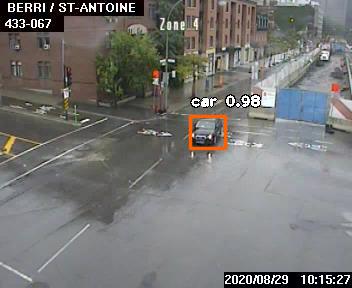 BERRI / ST-ANTOINE
433-067
Zone 4
car 0.98
2020/08/29 10:15:27